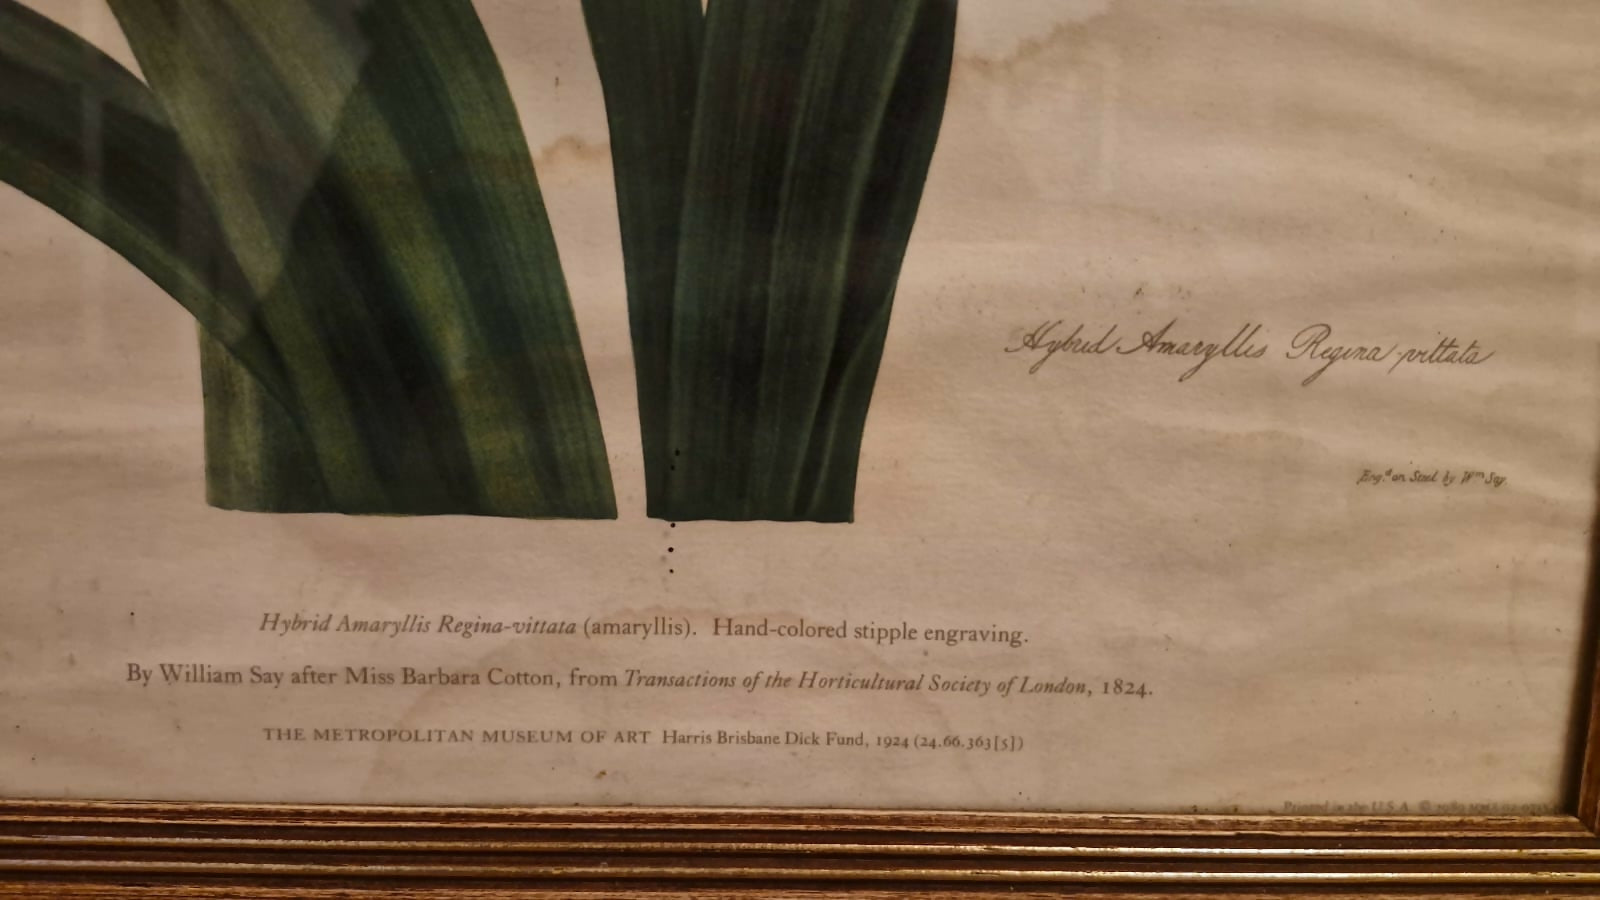 Hybrid Amaryllis Regina-vittata
Eng.d on Steel by Wm Say.
Hybrid Amaryllis Regina-vittata (amaryllis). Hand-colored stipple engraving.
By William Say after Miss Barbara Cotton, from Transactions of the Horticultural Society of London, 1824.
THE METROPOLITAN MUSEUM OF ART Harris Brisbane Dick Fund, 1924 (24.66.363[5])
Printed in the U.S.A. ©